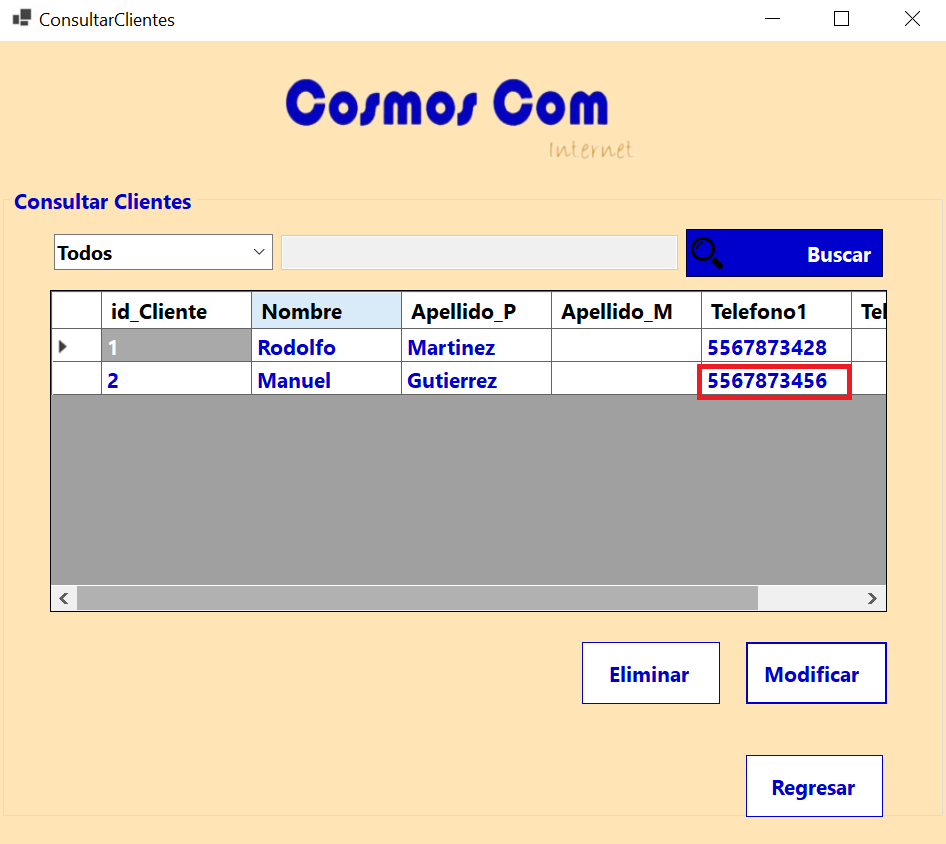 ConsultarClientes
Cosmos Com
Internet
Consultar Clientes
Todos
Buscar
id_Cliente Nombre Apellido_P Apellido_M Telefono1 Tel
1 Rodolfo Martinez 5567873428
2 Manuel Gutierrez 5567873456
Eliminar Modificar
Regresar